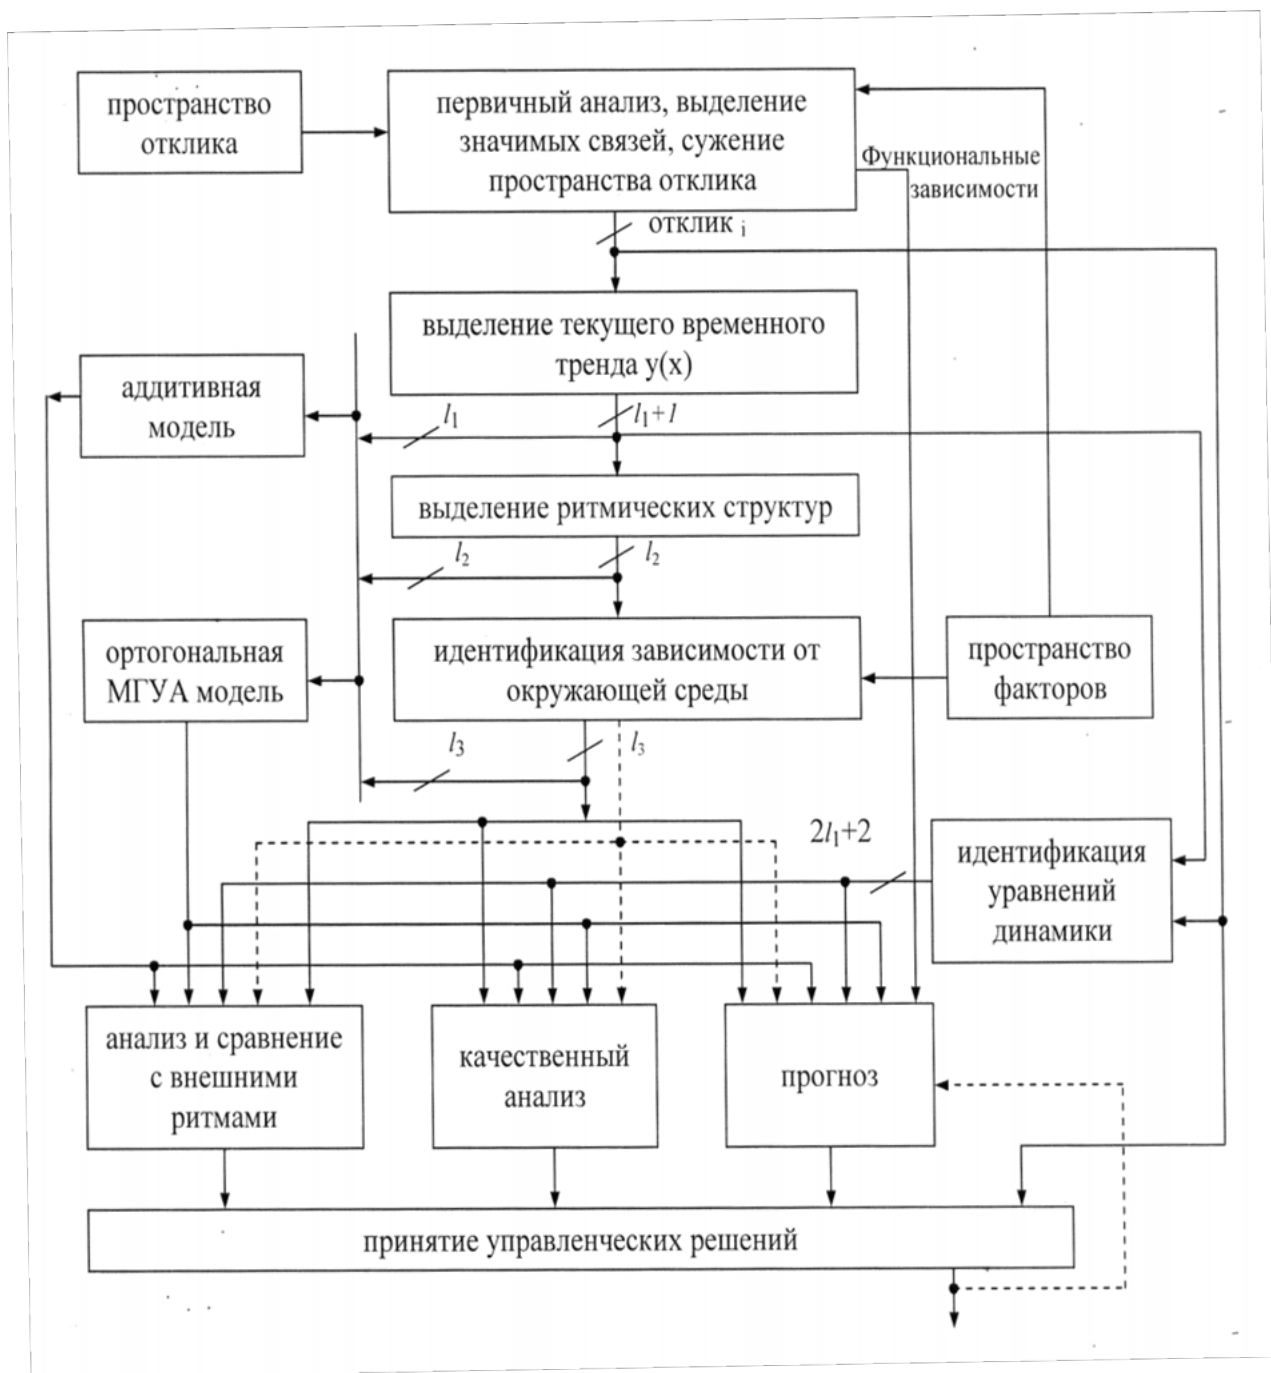 пространство
отклика
первичный анализ, выделение
значимых связей, сужение
пространства отклика
Функциональные
зависимости
отклик i
выделение текущего временного
тренда y(x)
аддитивная
модель
l1
l1+1
выделение ритмических структур
l2
l2
ортогональная
МГУА модель
идентификация зависимости от
окружающей среды
пространство
факторов
l3
l3
2l1+2
идентификация
уравнений
динамики
анализ и сравнение
с внешними
ритмами
качественный
анализ
прогноз
принятие управленческих решений